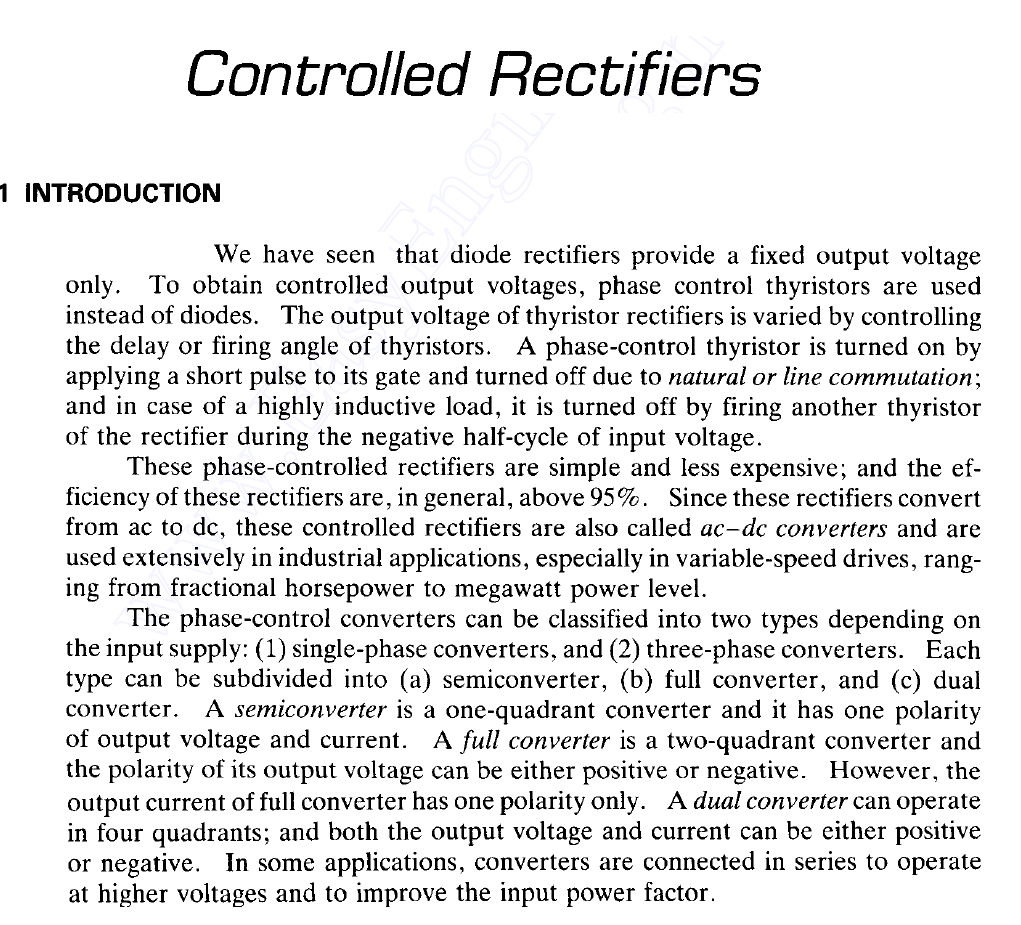 Controlled Rectifiers
1 INTRODUCTION
We have seen that diode rectifiers provide a fixed output voltage
only. To obtain controlled output voltages, phase control thyristors are used
instead of diodes. The output voltage of thyristor rectifiers is varied by controlling
the delay or firing angle of thyristors. A phase-control thyristor is turned on by
applying a short pulse to its gate and turned off due to natural or line commutation;
and in case of a highly inductive load, it is turned off by firing another thyristor
of the rectifier during the negative half-cycle of input voltage.
These phase-controlled rectifiers are simple and less expensive; and the ef-
ficiency of these rectifiers are, in general, above 95%. Since these rectifiers convert
from ac to dc, these controlled rectifiers are also called ac–dc converters and are
used extensively in industrial applications, especially in variable-speed drives, rang-
ing from fractional horsepower to megawatt power level.
The phase-control converters can be classified into two types depending on
the input supply: (1) single-phase converters, and (2) three-phase converters. Each
type can be subdivided into (a) semiconverter, (b) full converter, and (c) dual
converter. A semiconverter is a one-quadrant converter and it has one polarity
of output voltage and current. A full converter is a two-quadrant converter and
the polarity of its output voltage can be either positive or negative. However, the
output current of full converter has one polarity only. A dual converter can operate
in four quadrants; and both the output voltage and current can be either positive
or negative. In some applications, converters are connected in series to operate
at higher voltages and to improve the input power factor.